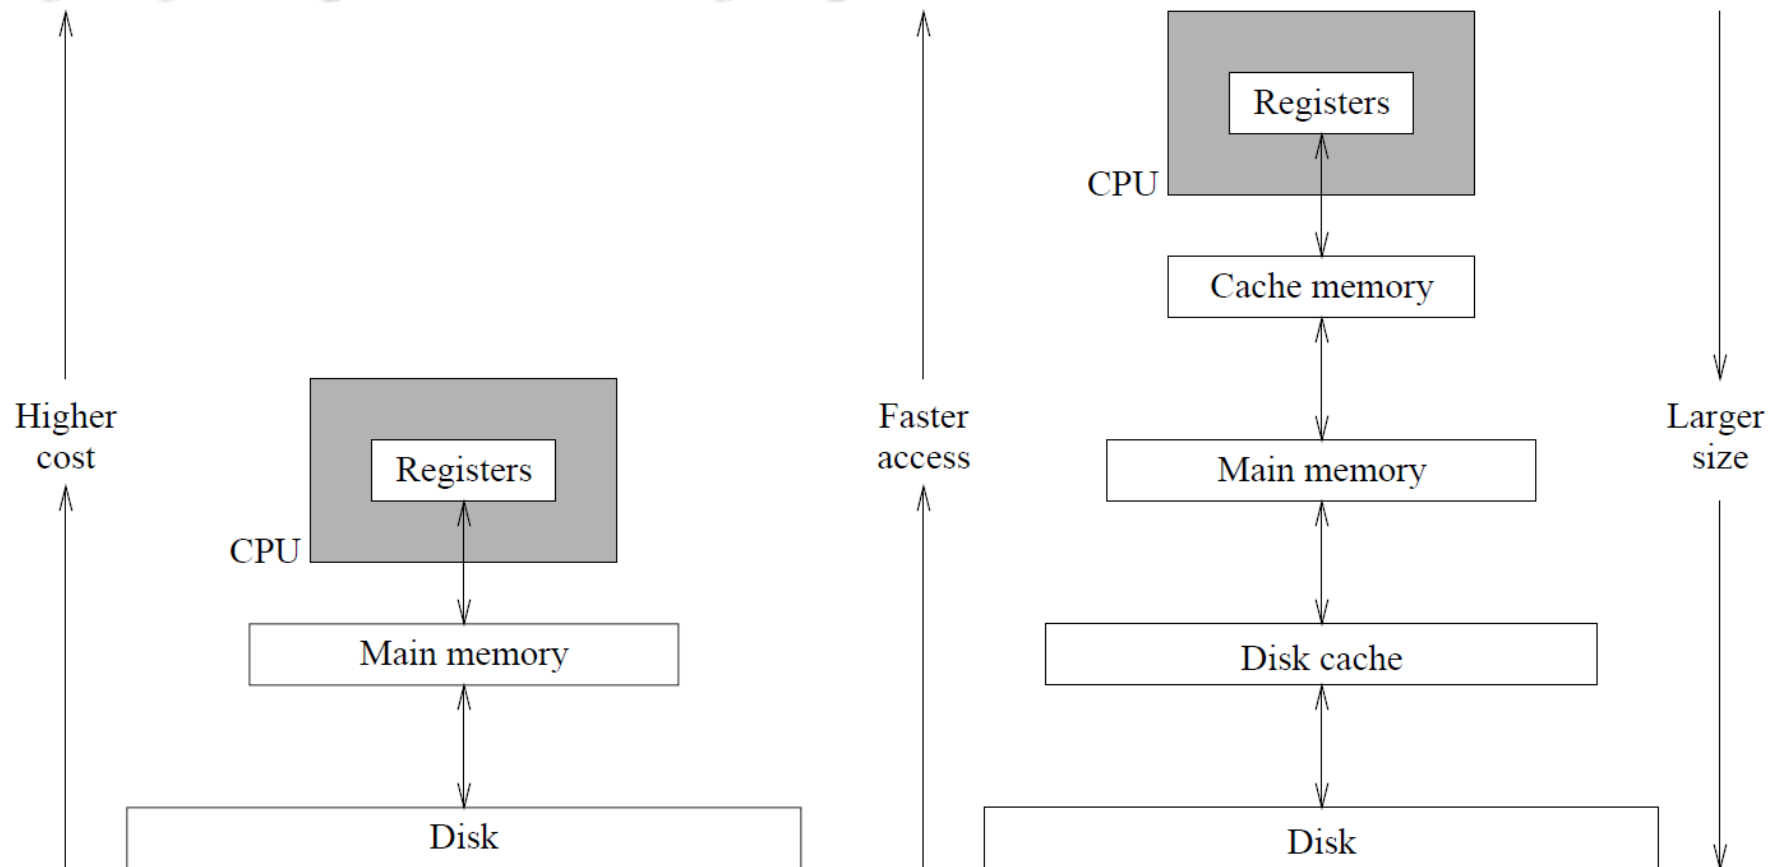 Registers
CPU
Cache memory
Higher
cost
Faster
access
Larger
size
Registers
Main memory
CPU
Main memory
Disk cache
Disk
Disk